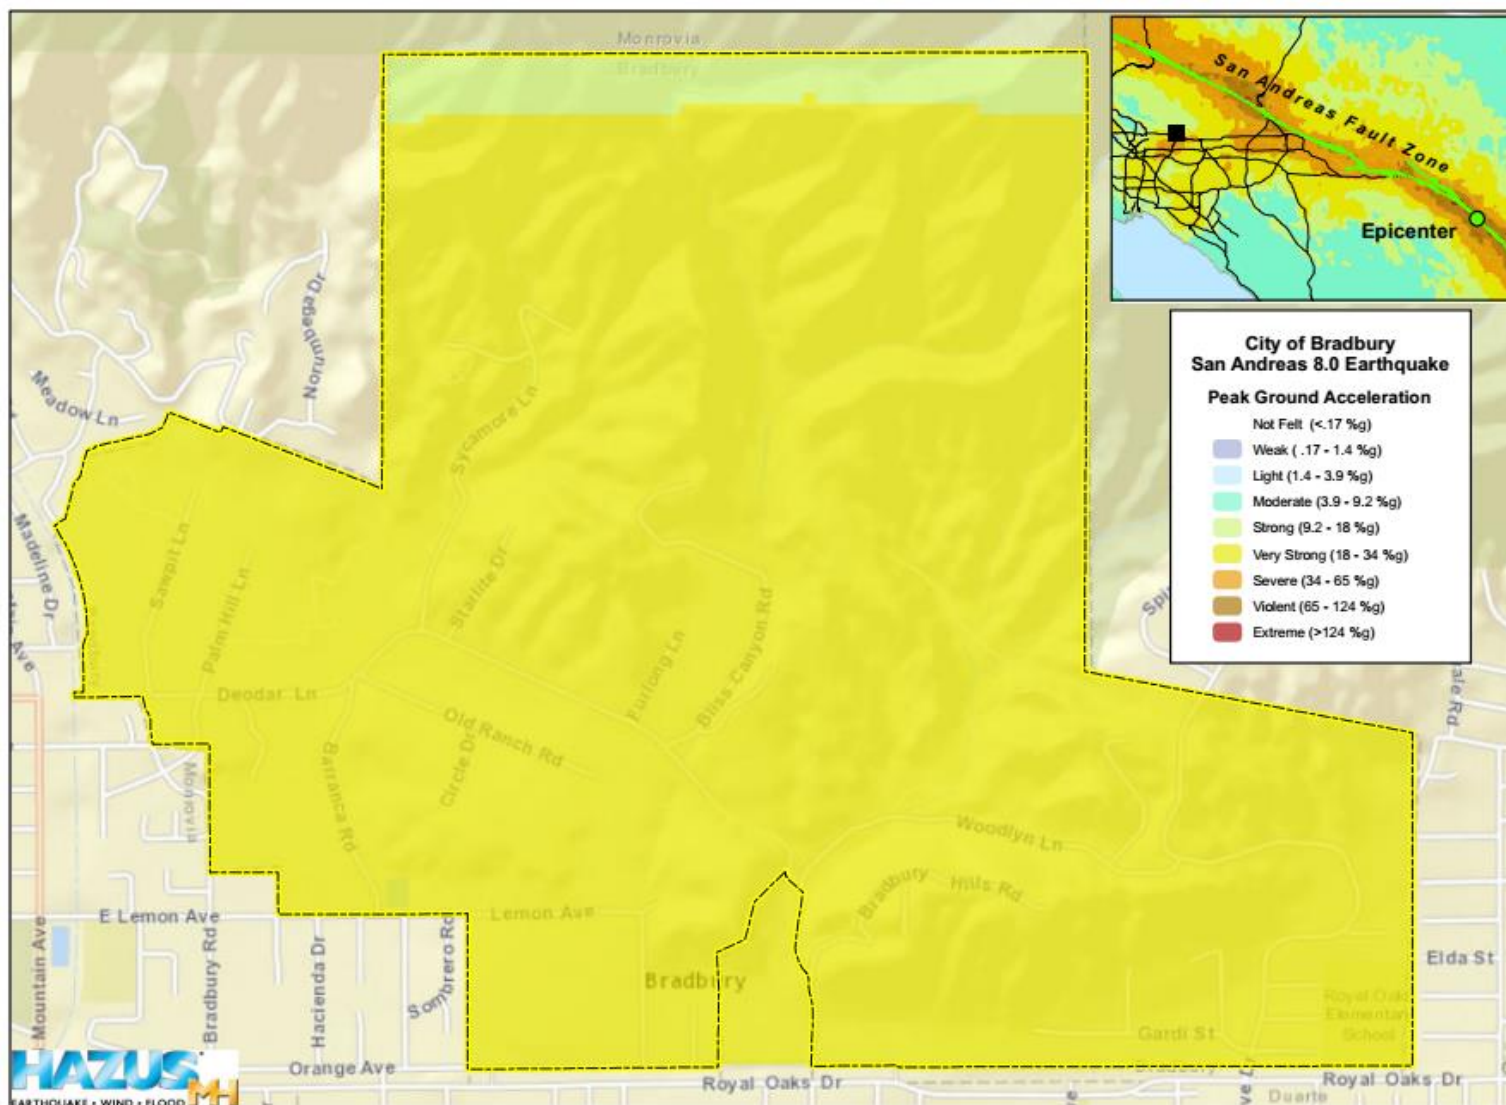 Monrovia
Bradbury
San Andreas Fault Zone
Epicenter
City of Bradbury
San Andreas 8.0 Earthquake
Peak Ground Acceleration
Not Felt (<.17 %g)
Weak ( .17 - 1.4 %g)
Light (1.4 - 3.9 %g)
Moderate (3.9 - 9.2 %g)
Strong (9.2 - 18 %g)
Very Strong (18 - 34 %g)
Severe (34 - 65 %g)
Violent (65 - 124 %g)
Extreme (>124 %g)
Norumbega Dr
Meadow Ln
Sycamore Ln
Madeline Dr
Sawpit Ln
Palm Hill Ln
Starlite Dr
Furlong Ln
Bliss Canyon Rd
Deodar Ln
Old Ranch Rd
Circle Dr
Barranca Rd
Monrovia
Woodlyn Ln
Bradbury Hills Rd
E Lemon Ave
Lemon Ave
Mountain Ave
Bradbury Rd
Hacienda Dr
Sombrero Rd
Bradbury
Elda St
Royal Oaks
Elementary
School
Gardi St
Bradbury
Orange Ave
Royal Oaks Dr
Royal Oaks Dr
Duarte
HAZUS
MH
EARTHQUAKE • WIND • FLOOD